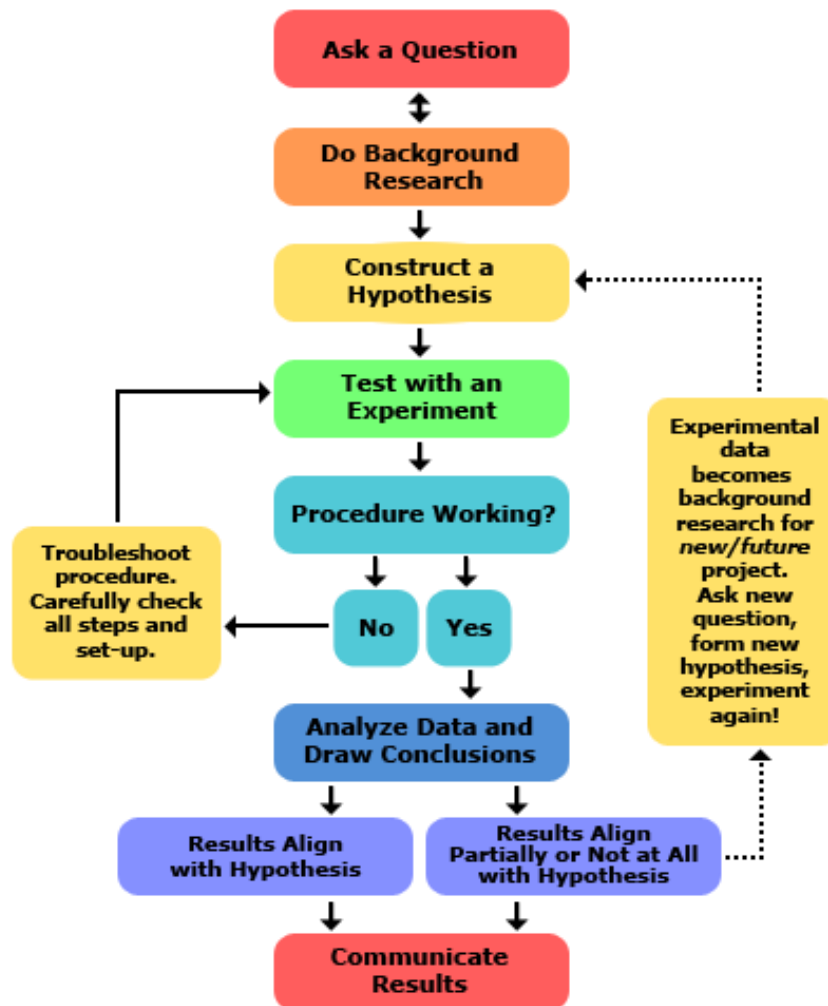 Ask a Question
Do Background
Research
Construct a
Hypothesis
Test with an
Experiment
Procedure Working?
No
Yes
Troubleshoot
procedure.
Carefully check
all steps and
set-up.
Experimental
data
becomes
background
research for
new/future
project.
Ask new
question,
form new
hypothesis,
experiment
again!
Analyze Data and
Draw Conclusions
Results Align
with Hypothesis
Results Align
Partially or Not at All
with Hypothesis
Communicate
Results